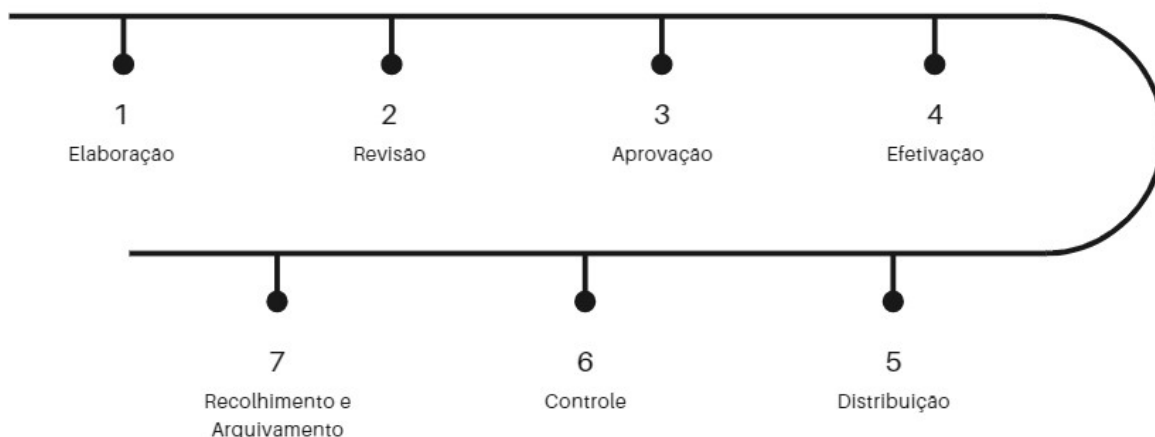 1
Elaboração
2
Revisão
3
Aprovação
4
Efetivação
5
Distribuição
6
Controle
7
Recolhimento e
Arquivamento